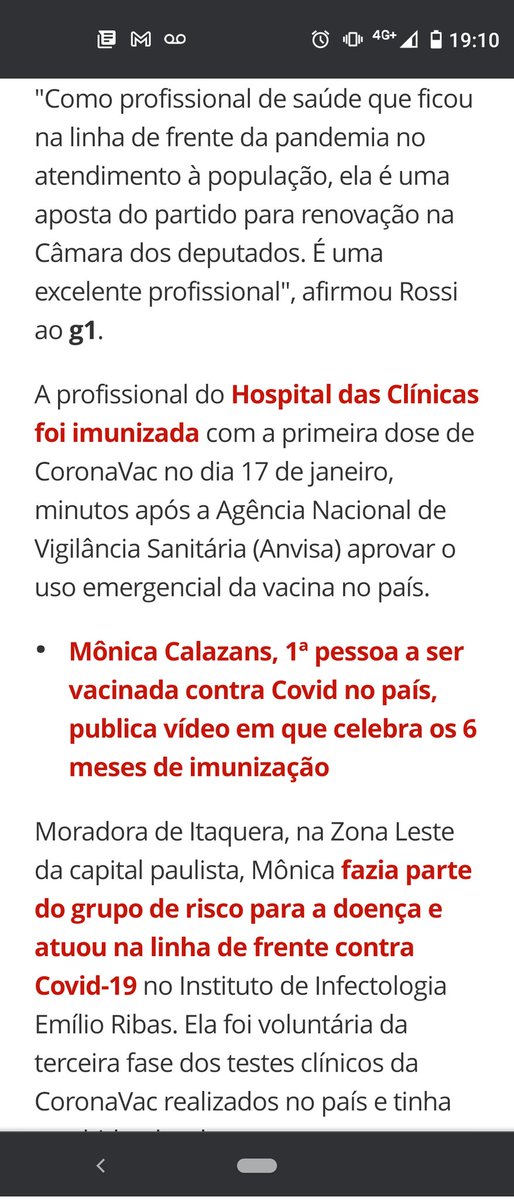 4G+ 19:10
"Como profissional de saúde que ficou
na linha de frente da pandemia no
atendimento à população, ela é uma
aposta do partido para renovação na
Câmara dos deputados. É uma
excelente profissional", afirmou Rossi
ao g1.
A profissional do Hospital das Clínicas
foi imunizada com a primeira dose de
CoronaVac no dia 17 de janeiro,
minutos após a Agência Nacional de
Vigilância Sanitária (Anvisa) aprovar o
uso emergencial da vacina no país.
• Mônica Calazans, 1ª pessoa a ser
vacinada contra Covid no país,
publica vídeo em que celebra os 6
meses de imunização
Moradora de Itaquera, na Zona Leste
da capital paulista, Mônica fazia parte
do grupo de risco para a doença e
atuou na linha de frente contra
Covid-19 no Instituto de Infectologia
Emílio Ribas. Ela foi voluntária da
terceira fase dos testes clínicos da
CoronaVac realizados no país e tinha